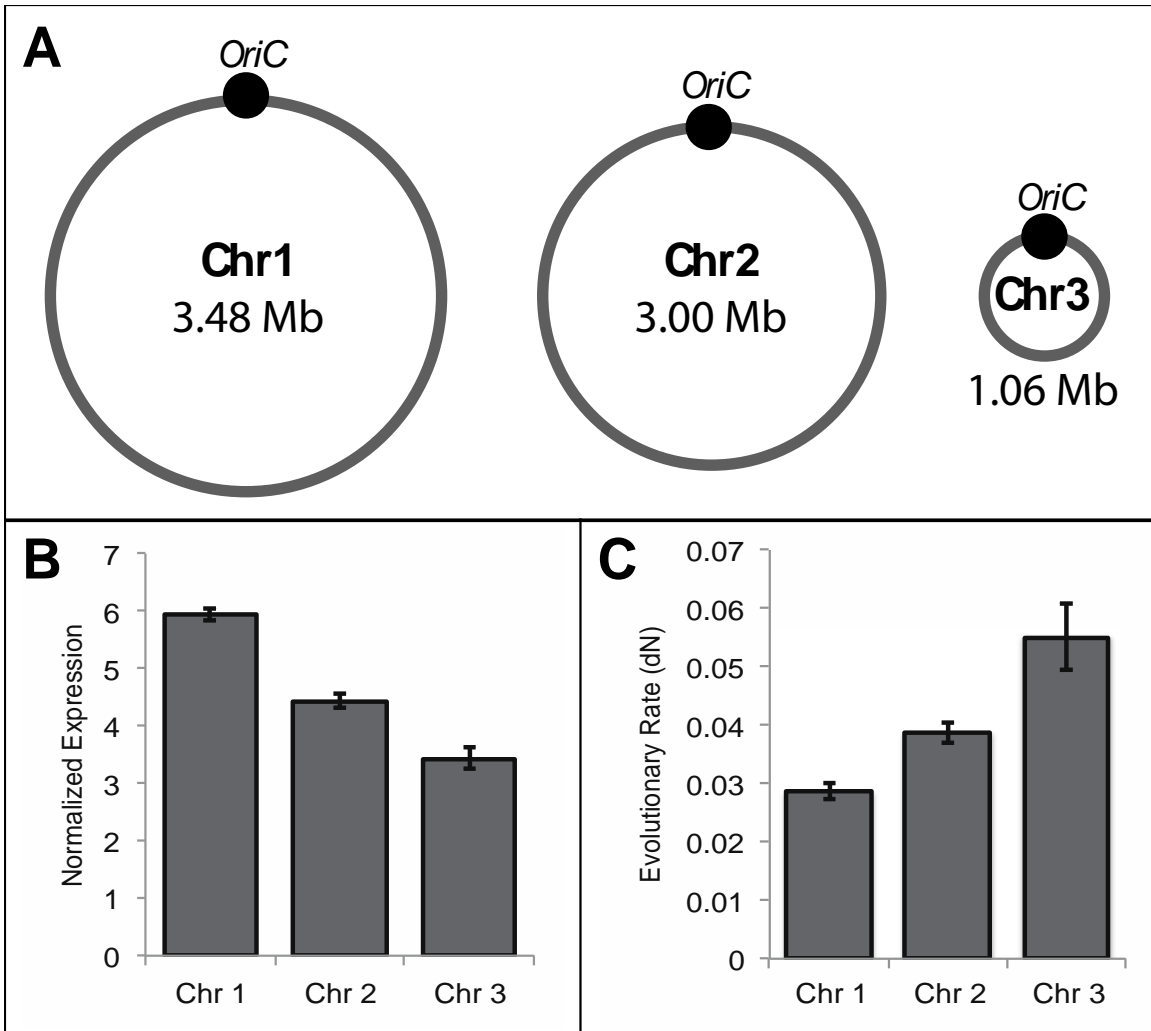 A
OriC
Chr1
3.48 Mb
OriC
Chr2
3.00 Mb
OriC
Chr3
1.06 Mb
B
Normalized Expression
7
6
5
4
3
2
1
0
Chr 1 Chr 2 Chr 3
C
Evolutionary Rate (dN)
0.07
0.06
0.05
0.04
0.03
0.02
0.01
0
Chr 1 Chr 2 Chr 3